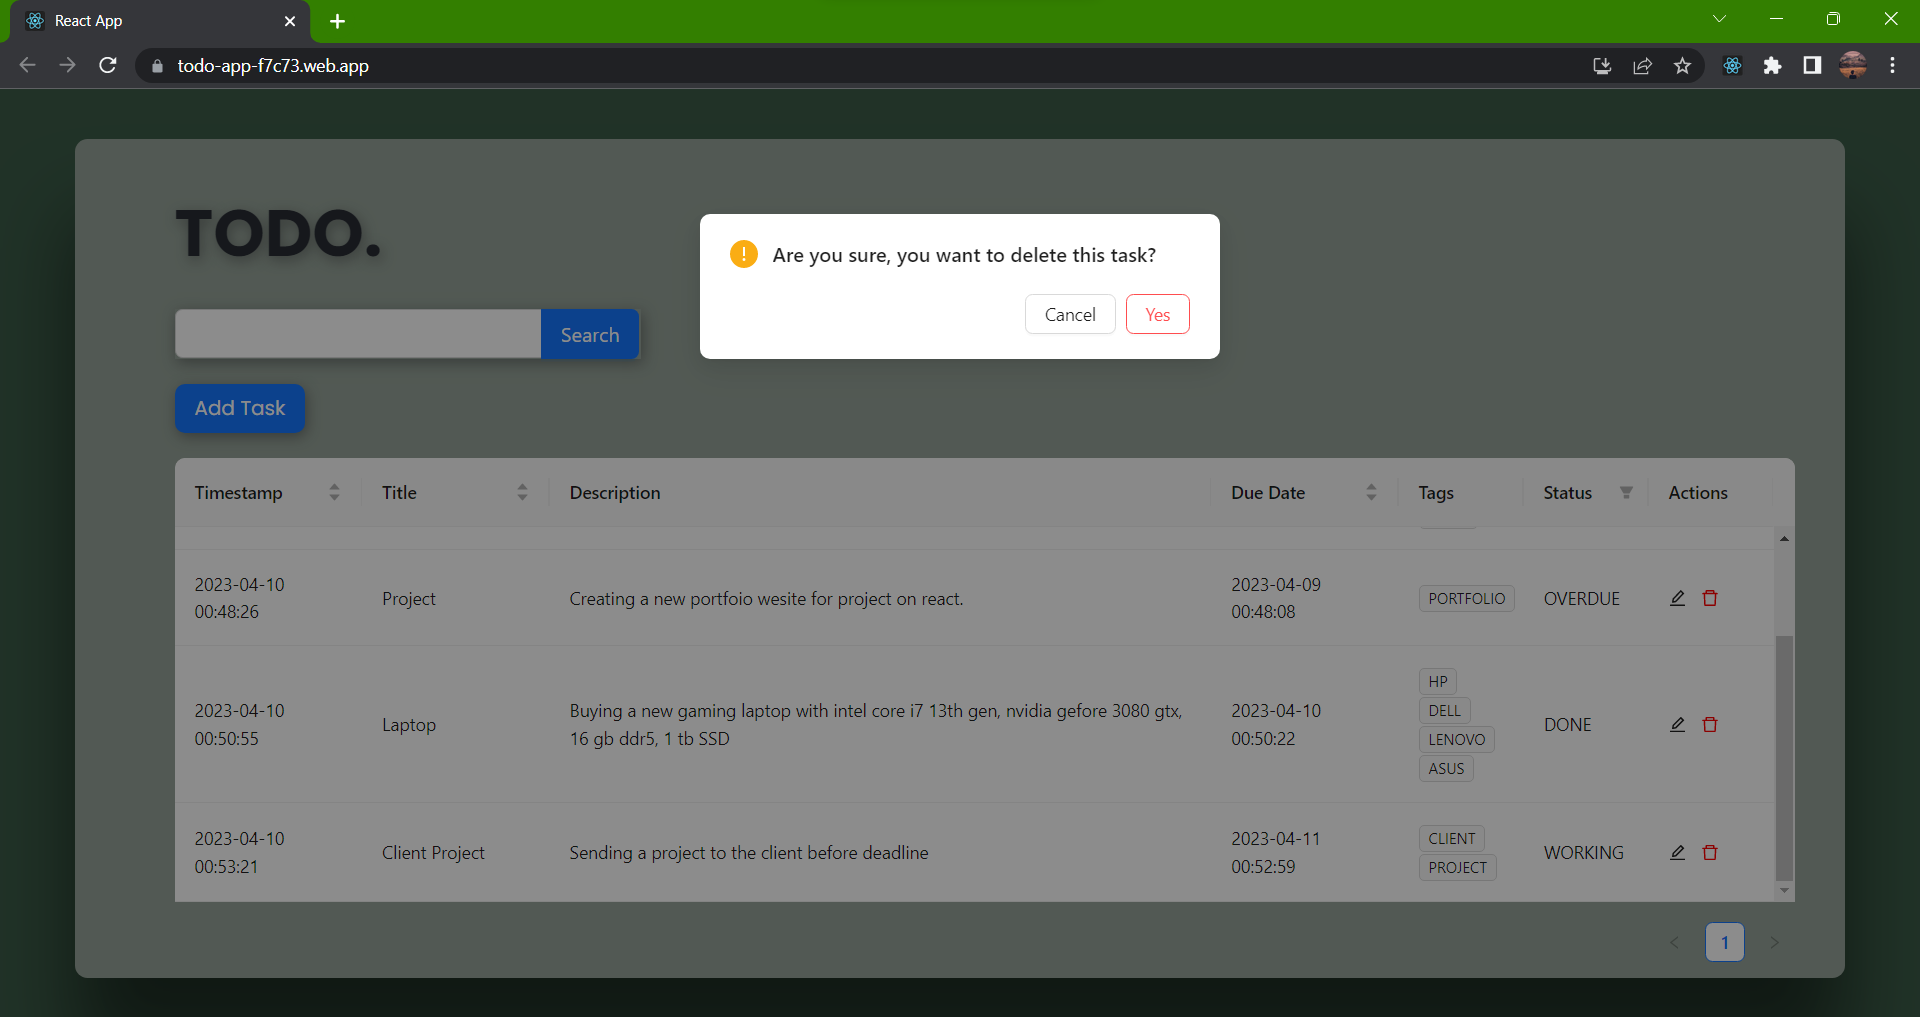 React App
todo-app-f7c73.web.app
TODO.
Are you sure, you want to delete this task?
Cancel
Yes
Search
Add Task
Timestamp
Title
Description
Due Date
Tags
Status
Actions
2023-04-10
00:48:26
Project
Creating a new portfoio wesite for project on react.
2023-04-09
00:48:08
PORTFOLIO
OVERDUE
2023-04-10
00:50:55
Laptop
Buying a new gaming laptop with intel core i7 13th gen, nvidia gefore 3080 gtx,
16 gb ddr5, 1 tb SSD
2023-04-10
00:50:22
HP
DELL
LENOVO
ASUS
DONE
2023-04-10
00:53:21
Client Project
Sending a project to the client before deadline
2023-04-11
00:52:59
CLIENT
PROJECT
WORKING
1